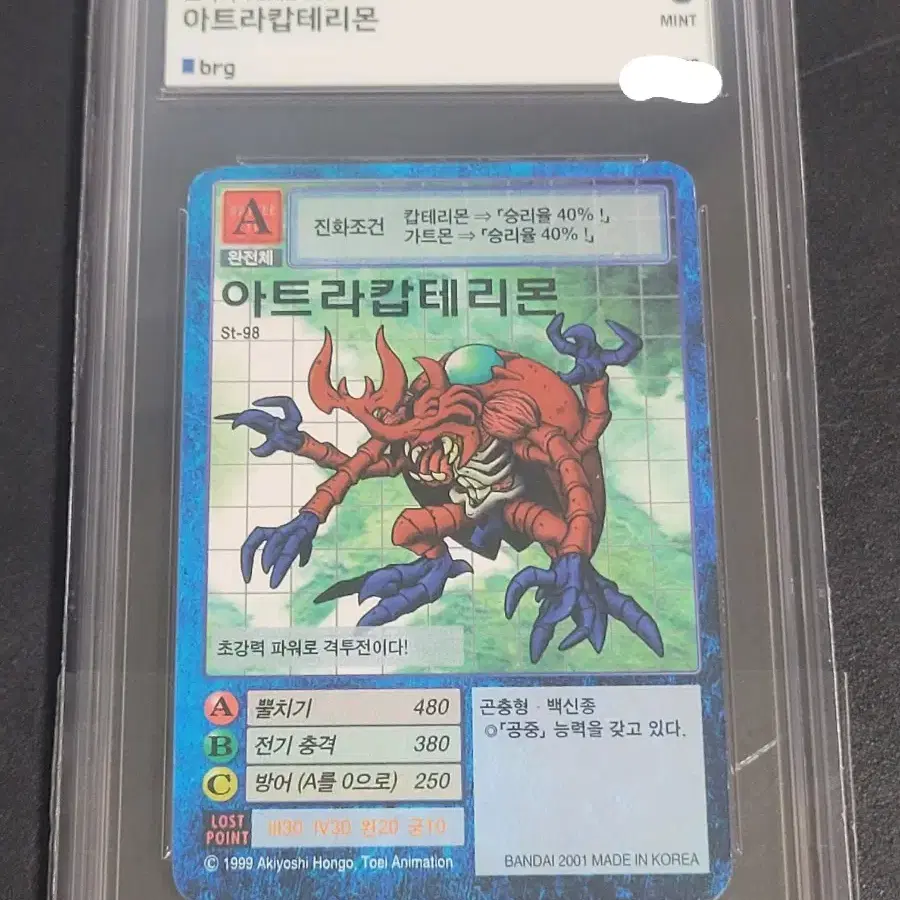 아트라캅테리몬
MINT
brg
A
진화조건
캅테리몬 ⇒ 「승리율 40% !」
가트몬 ⇒ 「승리율 40% !」
완전체
아트라캅테리몬
St-98
초강력 파워로 격투전이다!
A 뿔치기 480
B 전기 충격 380
C 방어 (A를 0으로) 250
곤충형 · 백신종
◎「공중」 능력을 갖고 있다.
LOST
POINT
III30 IV30 완20 궁10
© 1999 Akiyoshi Hongo, Toei Animation
BANDAI 2001 MADE IN KOREA